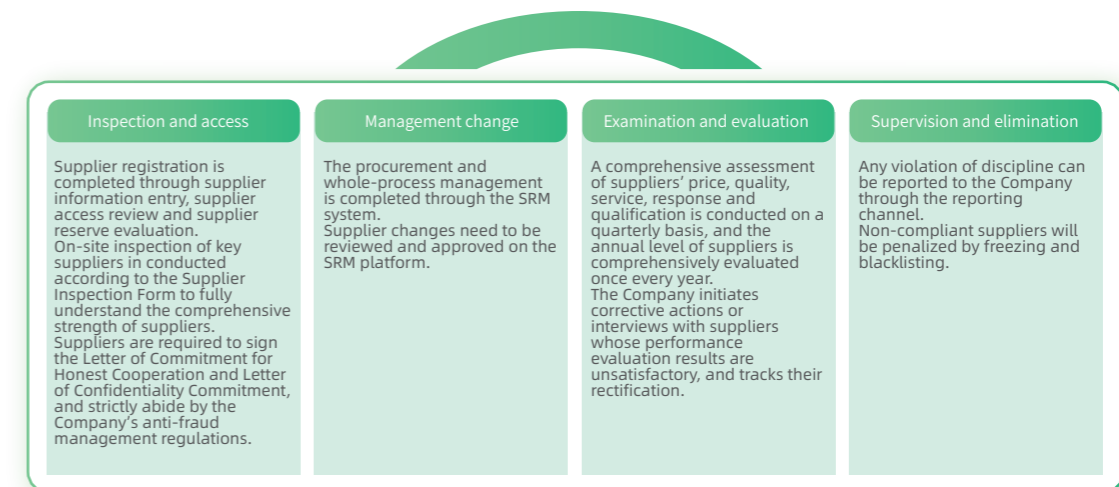 Inspection and access
Supplier registration is
completed through supplier
information entry, supplier
access review and supplier
reserve evaluation.
On-site inspection of key
suppliers in conducted
according to the Supplier
Inspection Form to fully
understand the comprehensive
strength of suppliers.
Suppliers are required to sign
the Letter of Commitment for
Honest Cooperation and Letter
of Confidentiality Commitment,
and strictly abide by the
Company's anti-fraud
management regulations.
Management change
The procurement and
whole-process management
is completed through the SRM
system.
Supplier changes need to be
reviewed and approved on the
SRM platform.
Examination and evaluation
A comprehensive assessment
of suppliers' price, quality,
service, response and
qualification is conducted on a
quarterly basis, and the
annual level of suppliers is
comprehensively evaluated
once every year.
The Company initiates
corrective actions or
interviews with suppliers
whose performance
evaluation results are
unsatisfactory, and tracks their
rectification.
Supervision and elimination
Any violation of discipline can
be reported to the Company
through the reporting
channel.
Non-compliant suppliers will
be penalized by freezing and
blacklisting.